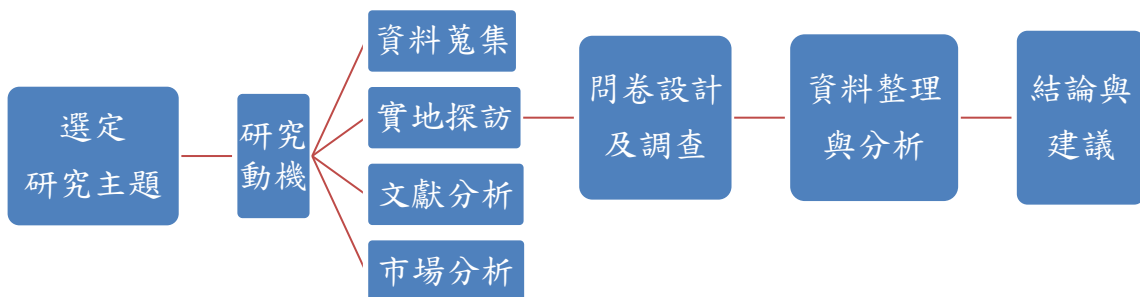 選定
研究主題
研究
動機
資料蒐集
實地探訪
文獻分析
市場分析
問卷設計
及調查
資料整理
與分析
結論與
建議